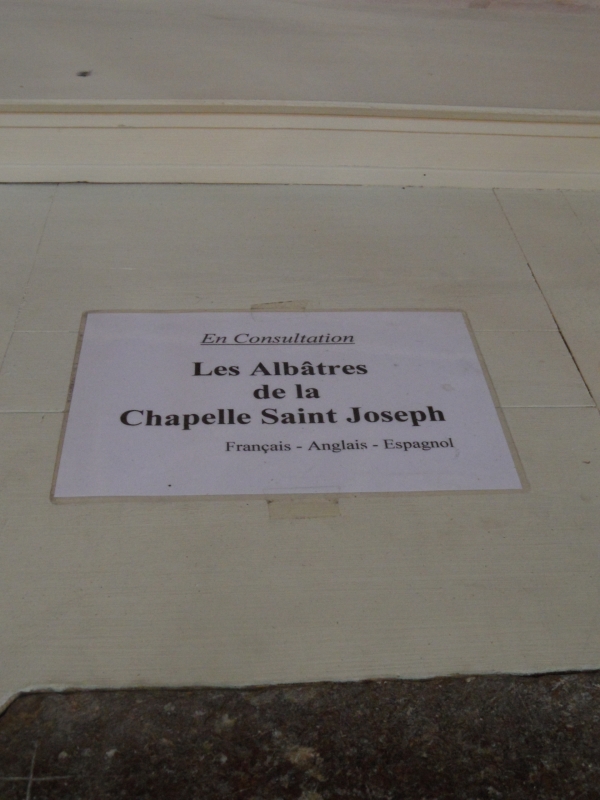 En Consultation
Les Albâtres
de la
Chapelle Saint Joseph
Français - Anglais - Espagnol